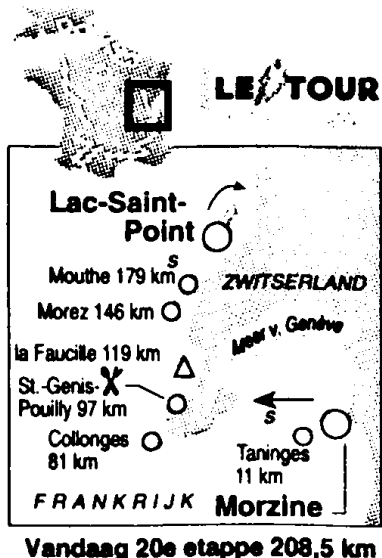 LE TOUR
Lac-Saint-
Point
s
Mouthe 179 km
ZWITSERLAND
Morez 146 km
Meer v. Genève
la Faucille 119 km
St.-Genis-
Pouilly 97 km
s
Collonges
81 km
Taninges
11 km
FRANKRIJK
Morzine
Vandaag 20e etappe 208,5 km